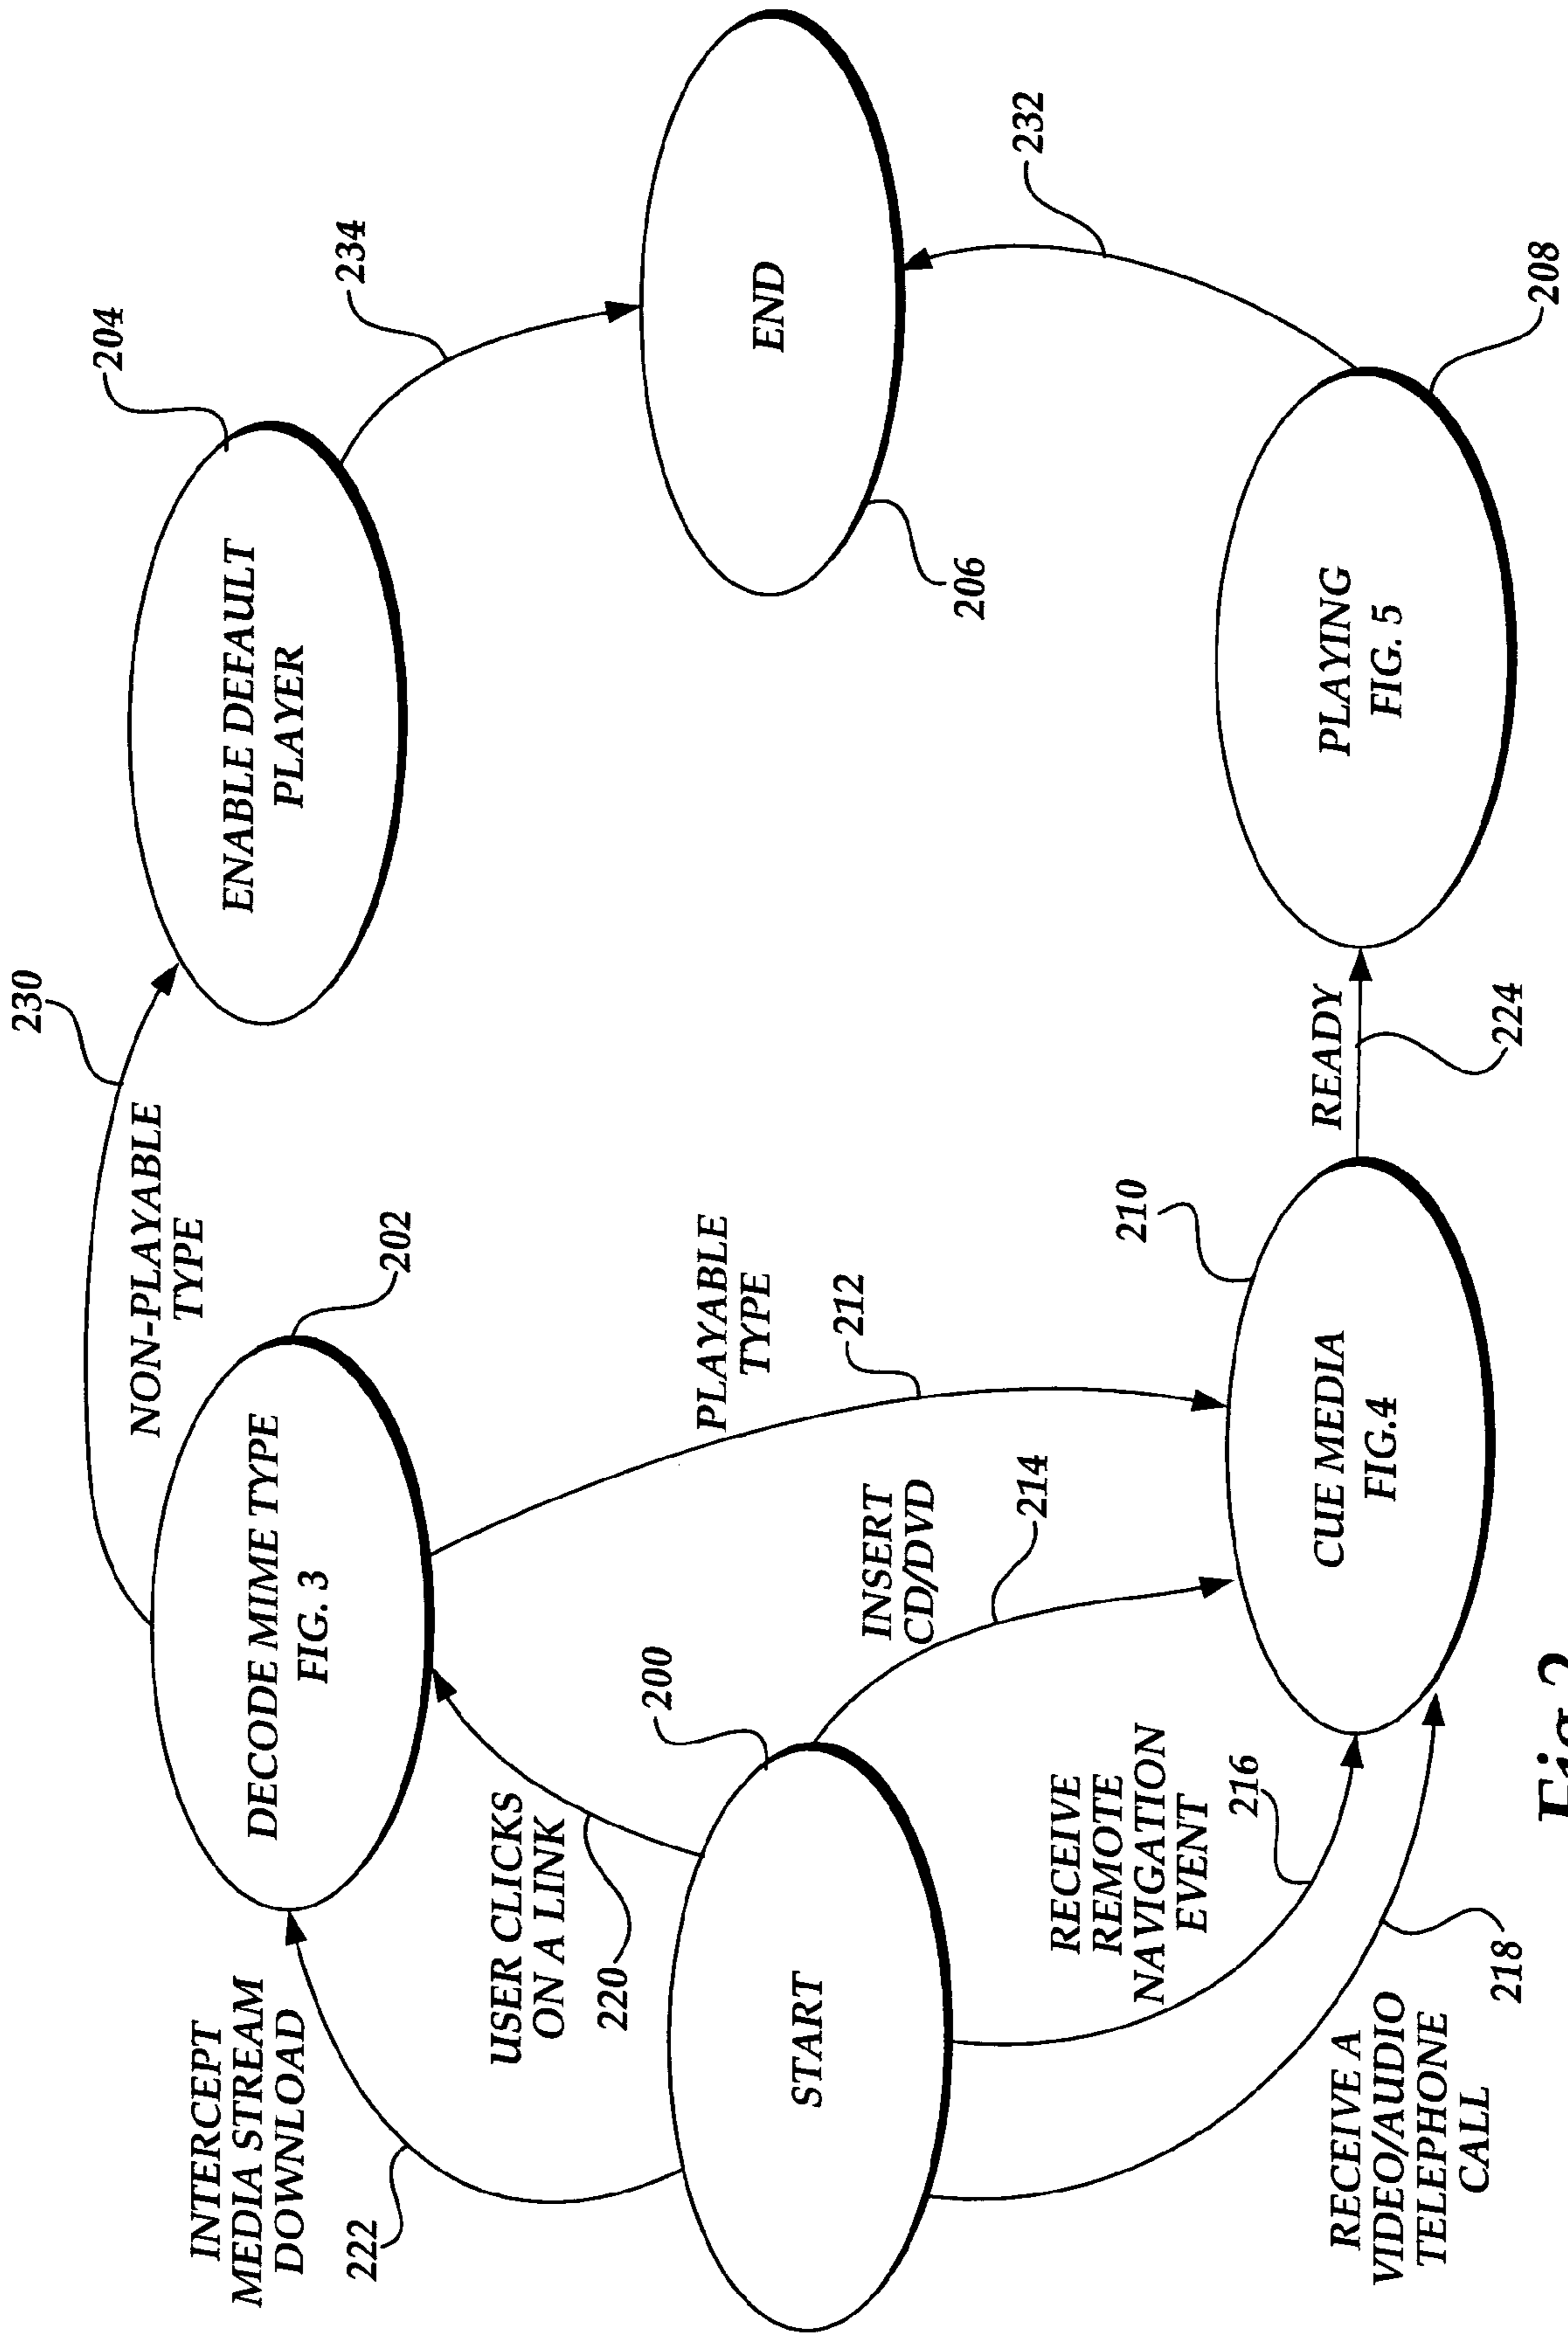 INTERCEPT
MEDIA STREAM
DOWNLOAD
222
DECODE MIME TYPE
FIG. 3
202
NON-PLAYABLE
TYPE
230
ENABLE DEFAULT
PLAYER
204
234
USER CLICKS
ON A LINK
220
START
200
PLAYABLE
TYPE
212
INSERT
CD/DVD
214
END
206
232
RECEIVE
REMOTE
NAVIGATION
EVENT
216
RECEIVE A
VIDEO/AUDIO
TELEPHONE
CALL
218
CUE MEDIA
FIG.4
210
READY
224
PLAYING
FIG. 5
208